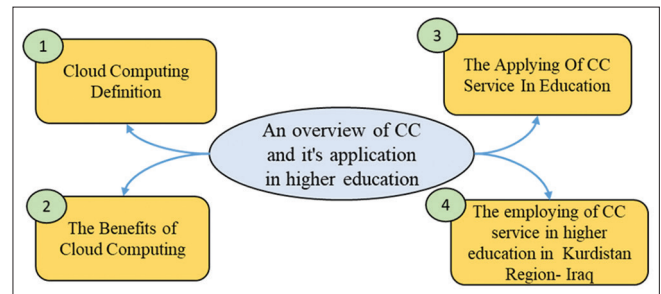 1
Cloud Computing
Definition
2
The Benefits of
Cloud Computing
An overview of CC
and it's application
in higher education
3
The Applying Of CC
Service In Education
4
The employing of CC
service in higher
education in Kurdistan
Region- Iraq